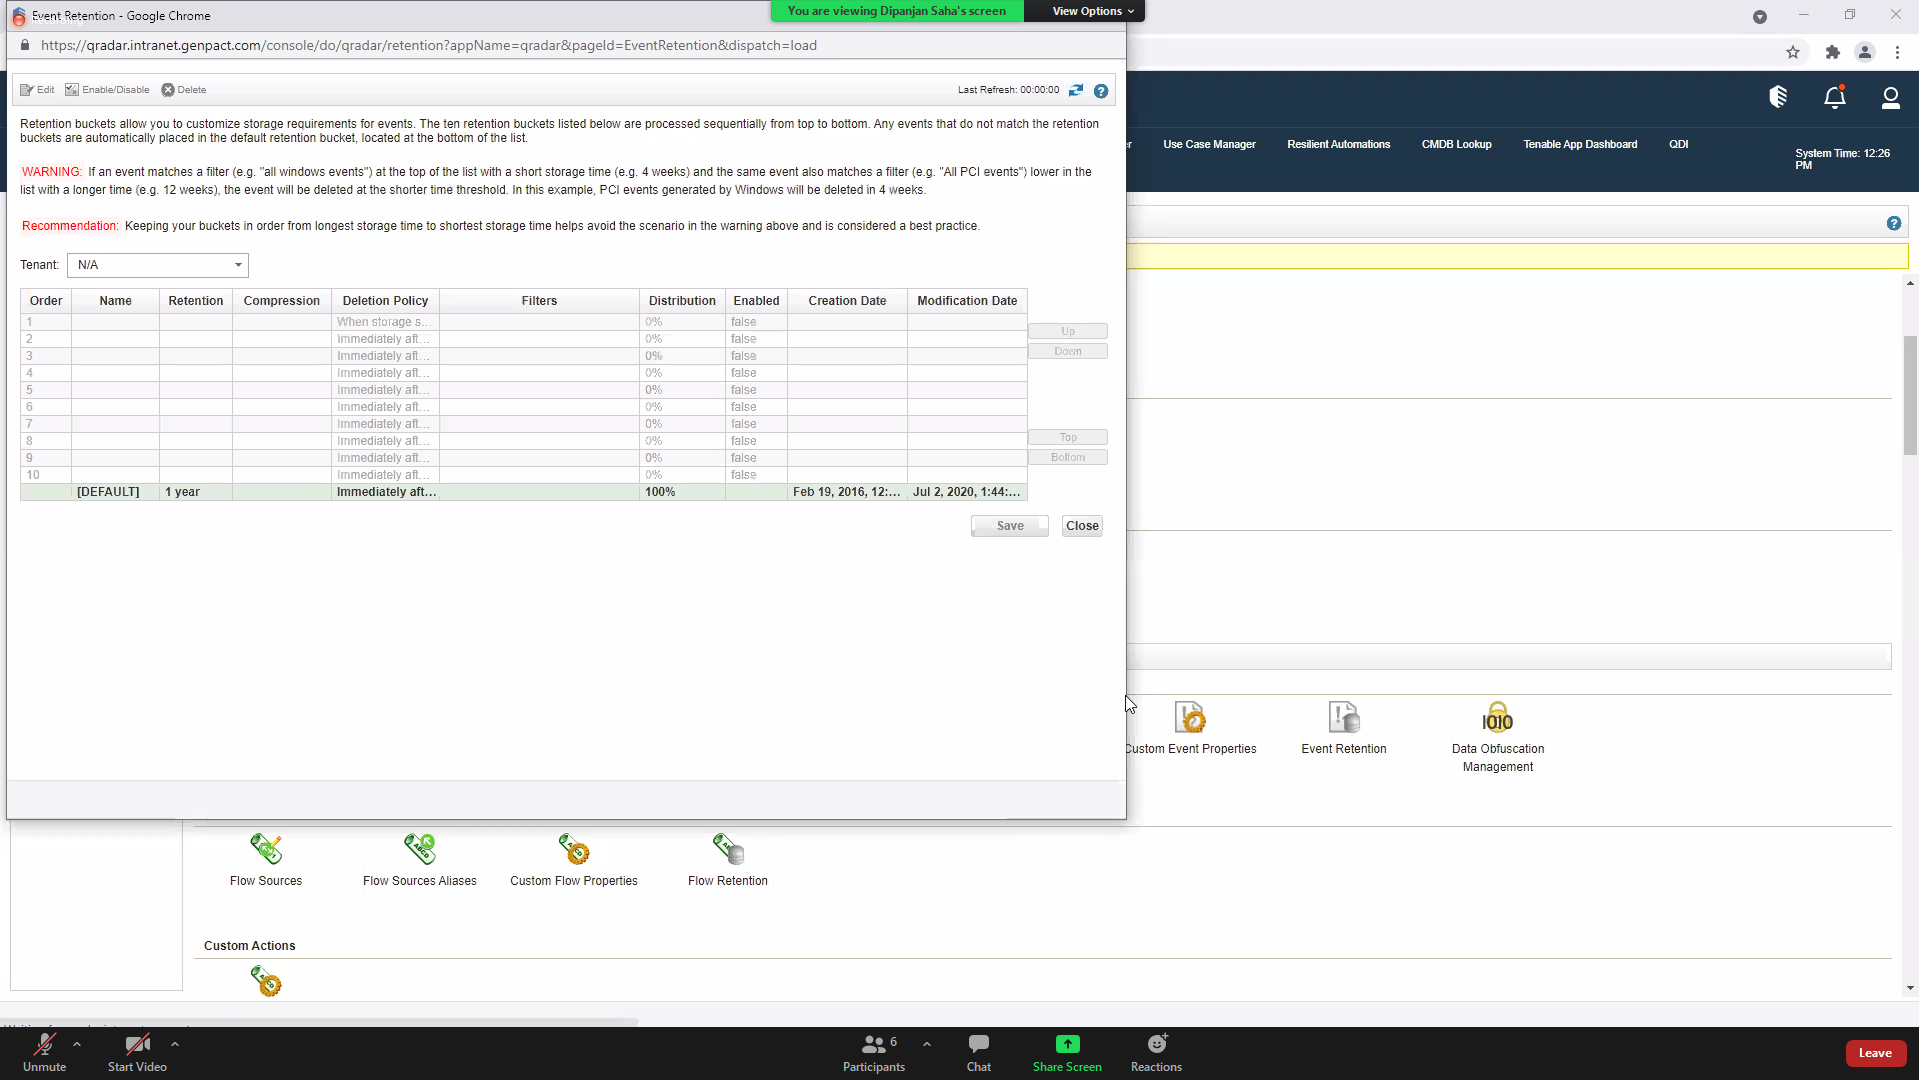 Event Retention - Google Chrome
You are viewing Dipanjan Saha's screen
View Options
https://qradar.intranet.genpact.com/console/do/qradar/retention?appName=qradar&pageId=EventRetention&dispatch=load
Edit Enable/Disable Delete
Last Refresh: 00:00:00
Retention buckets allow you to customize storage requirements for events. The ten retention buckets listed below are processed sequentially from top to bottom. Any events that do not match the retention
buckets are automatically placed in the default retention bucket, located at the bottom of the list.
WARNING: If an event matches a filter (e.g. "all windows events") at the top of the list with a short storage time (e.g. 4 weeks) and the same event also matches a filter (e.g. "All PCI events") lower in the
list with a longer time (e.g. 12 weeks), the event will be deleted at the shorter time threshold. In this example, PCI events generated by Windows will be deleted in 4 weeks.
Recommendation: Keeping your buckets in order from longest storage time to shortest storage time helps avoid the scenario in the warning above and is considered a best practice.
Tenant: N/A
Order Name Retention Compression Deletion Policy Filters Distribution Enabled Creation Date Modification Date
1 When storage s... 0% false
2 Immediately aft... 0% false
3 Immediately aft... 0% false
4 Immediately aft... 0% false
5 Immediately aft... 0% false
6 Immediately aft... 0% false
7 Immediately aft... 0% false
8 Immediately aft... 0% false
9 Immediately aft... 0% false
10 Immediately aft... 0% false
[DEFAULT] 1 year Immediately aft... 100% Feb 19, 2016, 12:... Jul 2, 2020, 1:44:...
Up
Down
Top
Bottom
Save Close
Use Case Manager Resilient Automations CMDB Lookup Tenable App Dashboard QDI
System Time: 12:26
PM
Custom Event Properties
Event Retention
Data Obfuscation
Management
Flow Sources
Flow Sources Aliases
Custom Flow Properties
Flow Retention
Custom Actions
Unmute
Start Video
6
Participants
Chat
Share Screen
Reactions
Leave